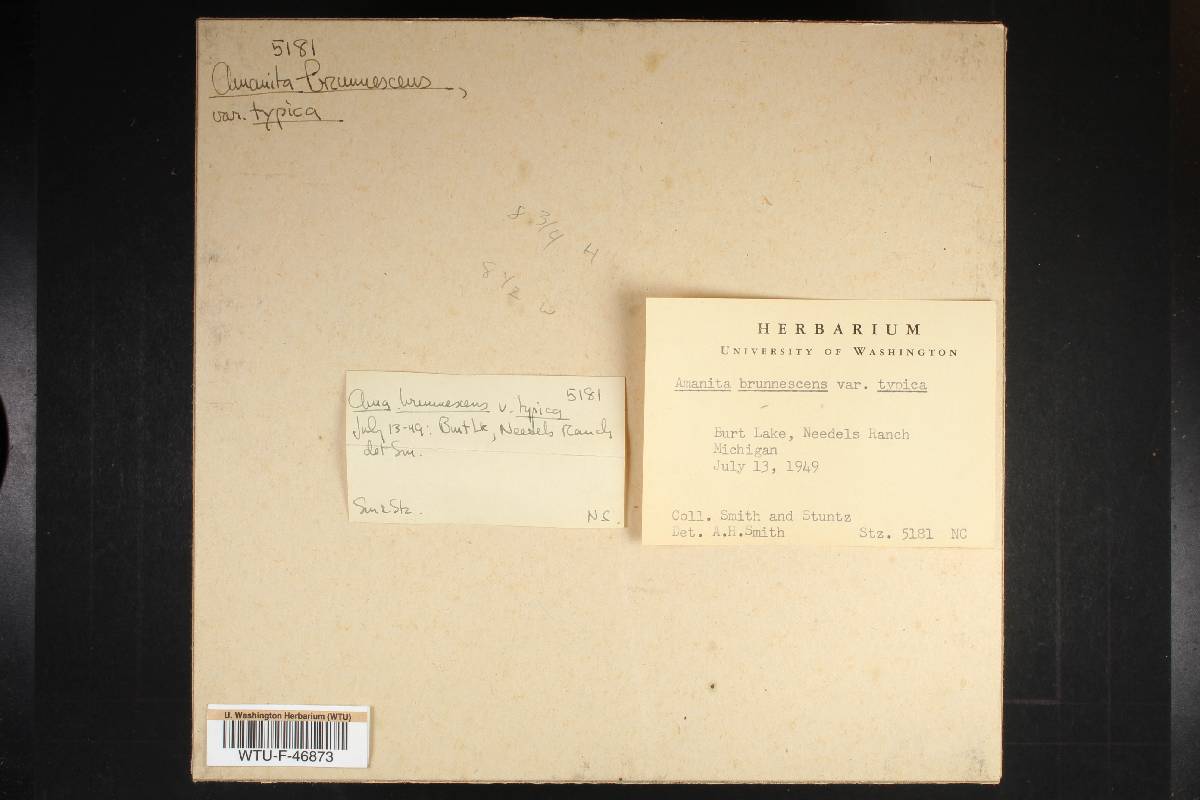 5181
Amanita brunnescens,
var. typica
8 3/4 H
8 1/2 W
Ama. brunnescens v. typica 5181
July 13-49: Burt Lk, Needels Ranch
det Sm.
Sm & Stz. NC.
HERBARIUM
UNIVERSITY OF WASHINGTON
Amanita brunnescens var. typica
Burt Lake, Needels Ranch
Michigan
July 13, 1949
Coll. Smith and Stuntz
Det. A.H.Smith Stz. 5181 NC
U. Washington Herbarium (WTU)
WTU-F-46873